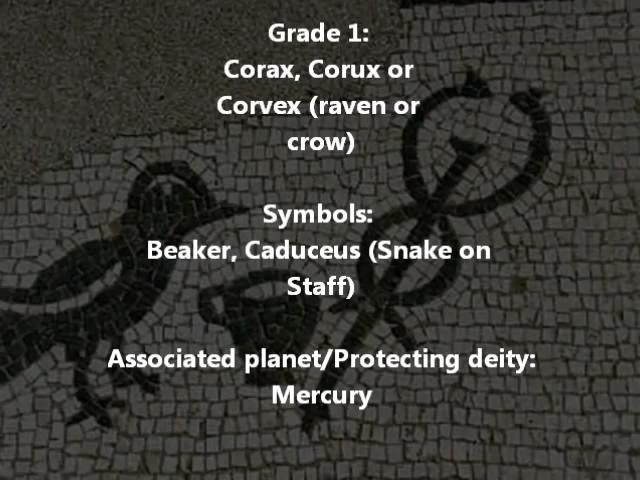 Grade 1:
Corax, Corux or
Corvex (raven or
crow)
Symbols:
Beaker, Caduceus (Snake on
Staff)
Associated planet/Protecting deity:
Mercury